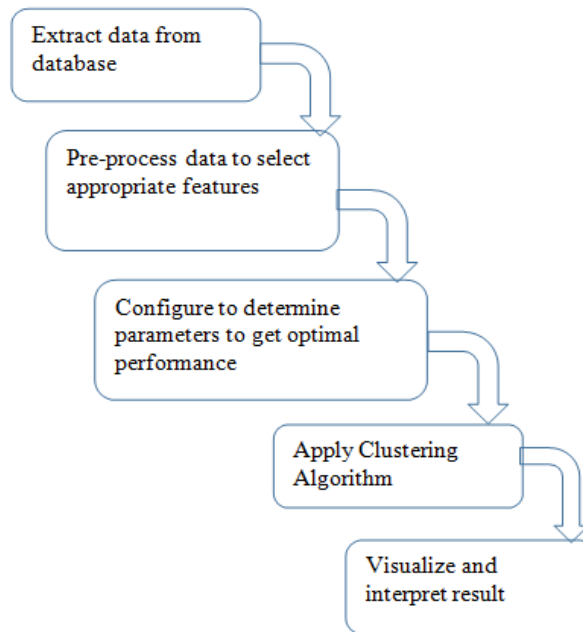 Extract data from
database
Pre-process data to select
appropriate features
Configure to determine
parameters to get optimal
performance
Apply Clustering
Algorithm
Visualize and
interpret result